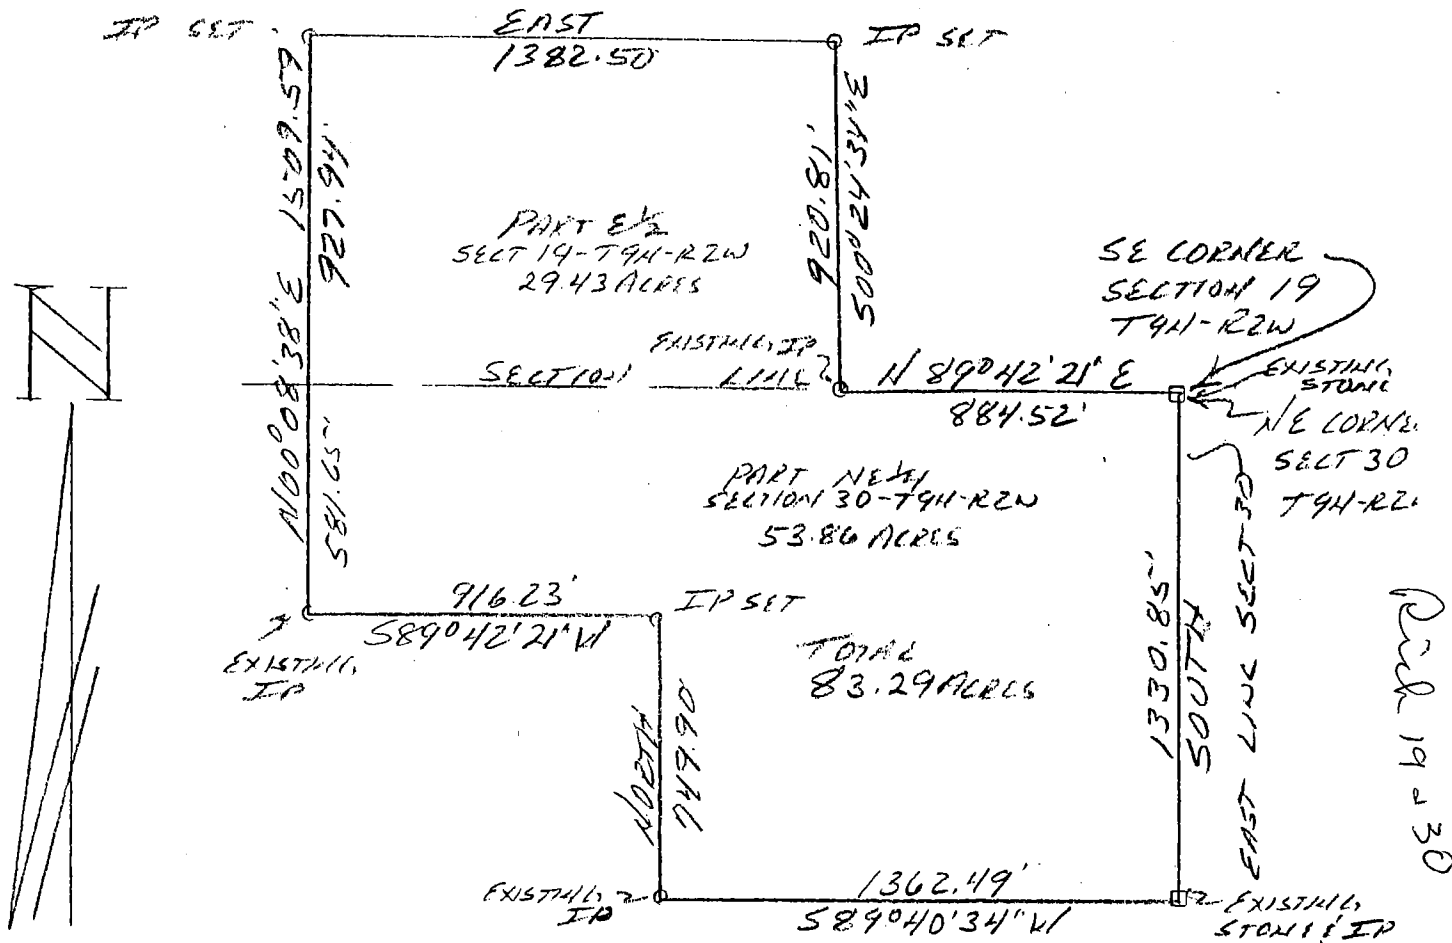 IP SET
EAST
1382.50'
IP SET
N00°08'38"E 1509.59
927.94'
920.81'
S00°24'34"E
PART E½
SECT 19-T9N-R2W
29.43 ACRES
SE CORNER
SECTION 19
T9N-R2W
N
EXISTING IP
SECTION LINE
N 89°42'21" E
884.52'
EXISTING
STONE
NE CORNE
SECT 30
T9N-R2
581.65'
PART NE¼
SECTION 30-T9N-R2W
53.86 ACRES
916.23'
S89°42'21"W
IP SET
EXISTING
IP
TOTAL
83.29 ACRES
NORTH
749.90
1330.85'
SOUTH
EAST LINE SECT 30
Rich 19 & 30
EXISTING
IP
1362.49'
S89°40'34"W
EXISTING
STONE & IP